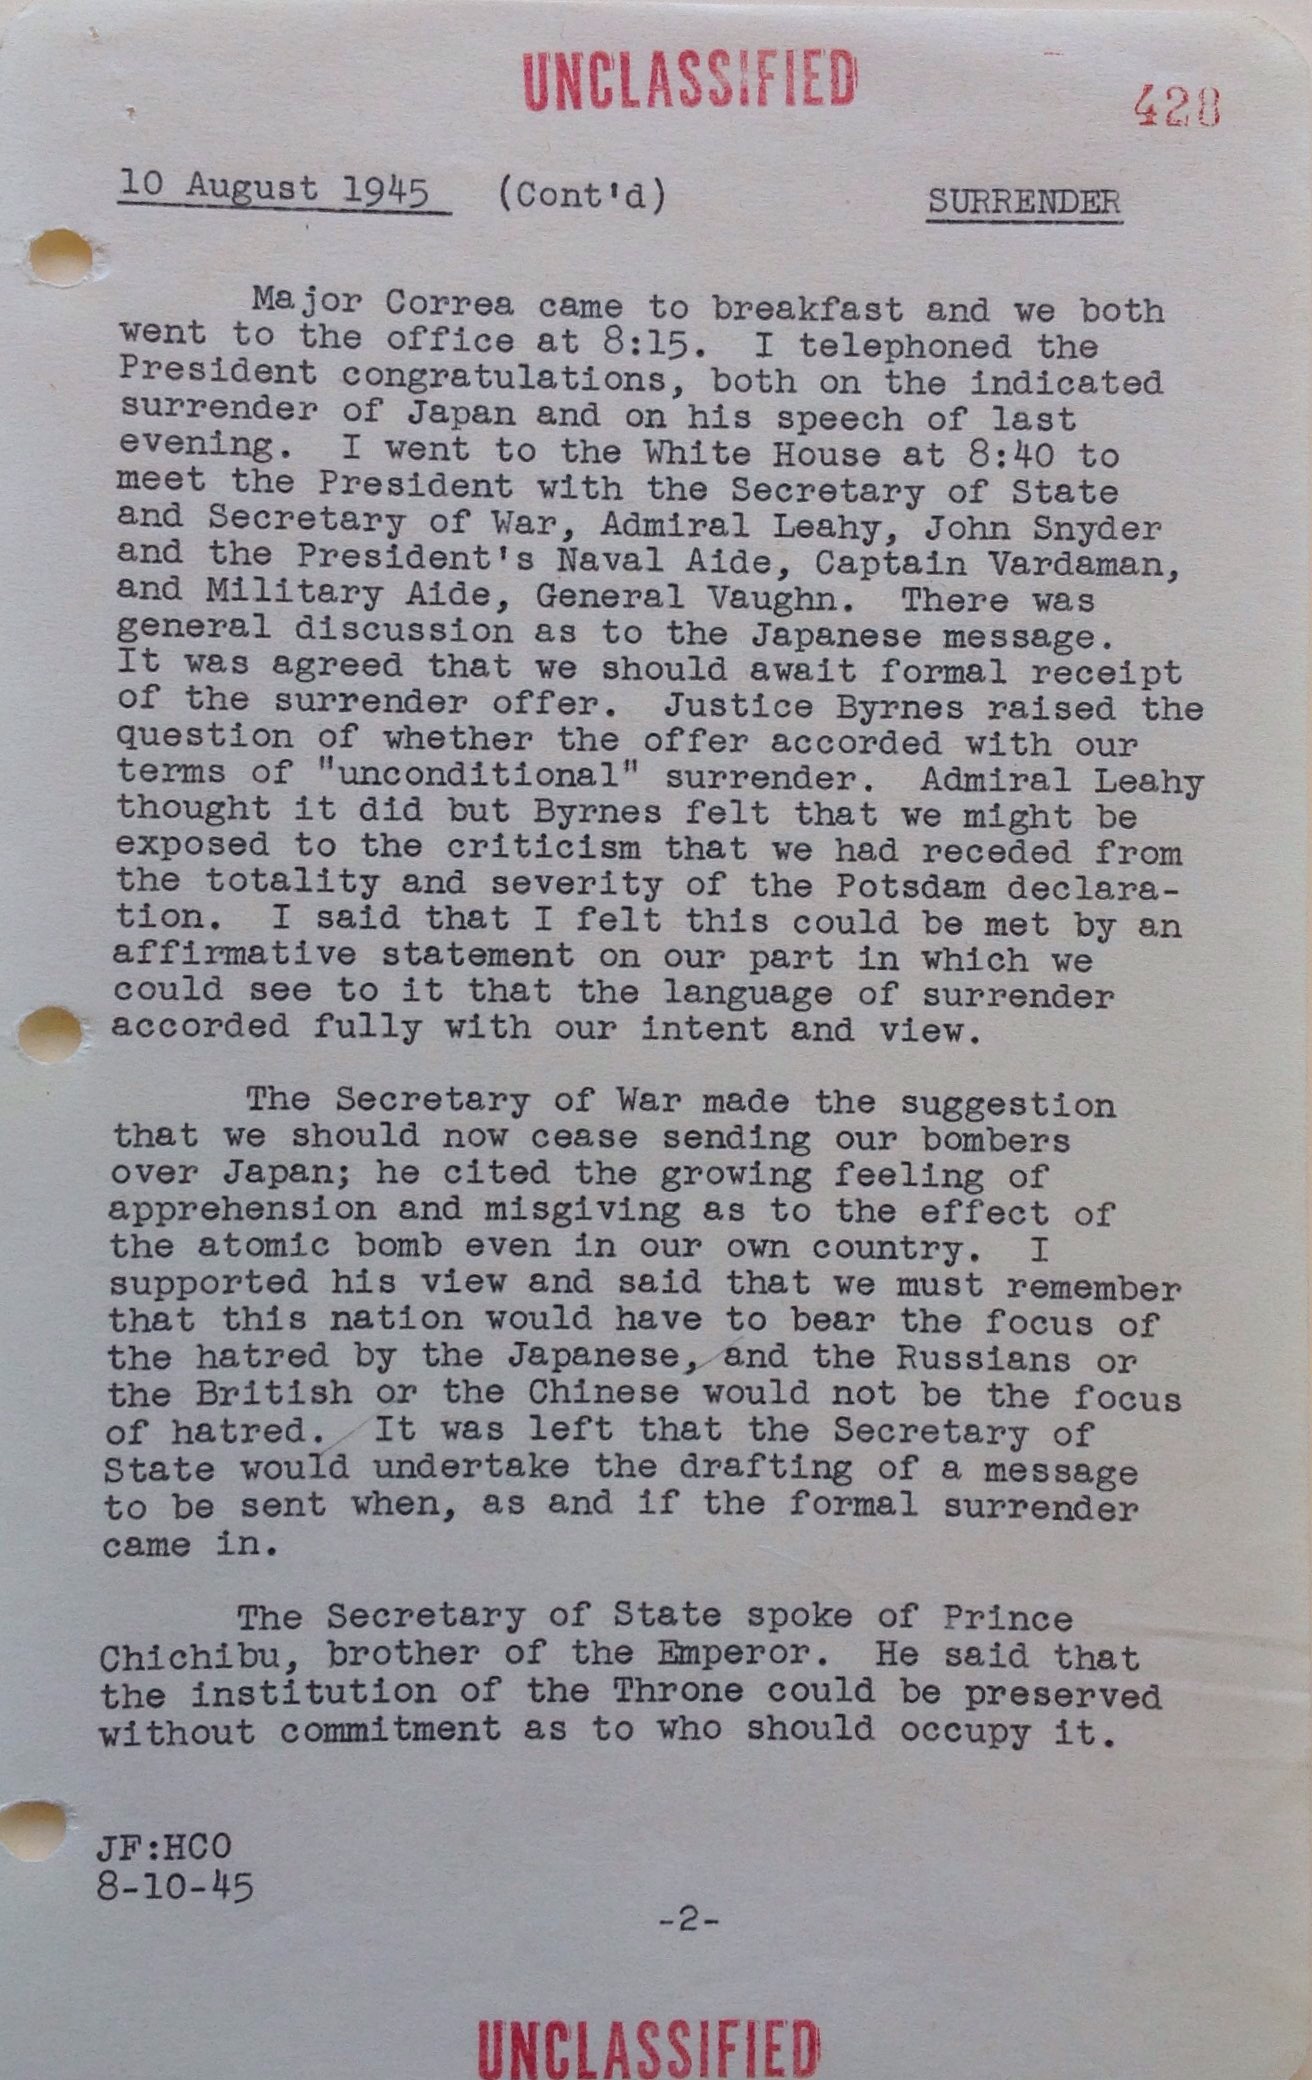 UNCLASSIFIED
428
10 August 1945 (Cont'd) SURRENDER
Major Correa came to breakfast and we both
went to the office at 8:15. I telephoned the
President congratulations, both on the indicated
surrender of Japan and on his speech of last
evening. I went to the White House at 8:40 to
meet the President with the Secretary of State
and Secretary of War, Admiral Leahy, John Snyder
and the President's Naval Aide, Captain Vardaman,
and Military Aide, General Vaughn. There was
general discussion as to the Japanese message.
It was agreed that we should await formal receipt
of the surrender offer. Justice Byrnes raised the
question of whether the offer accorded with our
terms of "unconditional" surrender. Admiral Leahy
thought it did but Byrnes felt that we might be
exposed to the criticism that we had receded from
the totality and severity of the Potsdam declara-
tion. I said that I felt this could be met by an
affirmative statement on our part in which we
could see to it that the language of surrender
accorded fully with our intent and view.
The Secretary of War made the suggestion
that we should now cease sending our bombers
over Japan; he cited the growing feeling of
apprehension and misgiving as to the effect of
the atomic bomb even in our own country. I
supported his view and said that we must remember
that this nation would have to bear the focus of
the hatred by the Japanese, and the Russians or
the British or the Chinese would not be the focus
of hatred. It was left that the Secretary of
State would undertake the drafting of a message
to be sent when, as and if the formal surrender
came in.
The Secretary of State spoke of Prince
Chichibu, brother of the Emperor. He said that
the institution of the Throne could be preserved
without commitment as to who should occupy it.
JF:HCO
8-10-45
-2-
UNCLASSIFIED